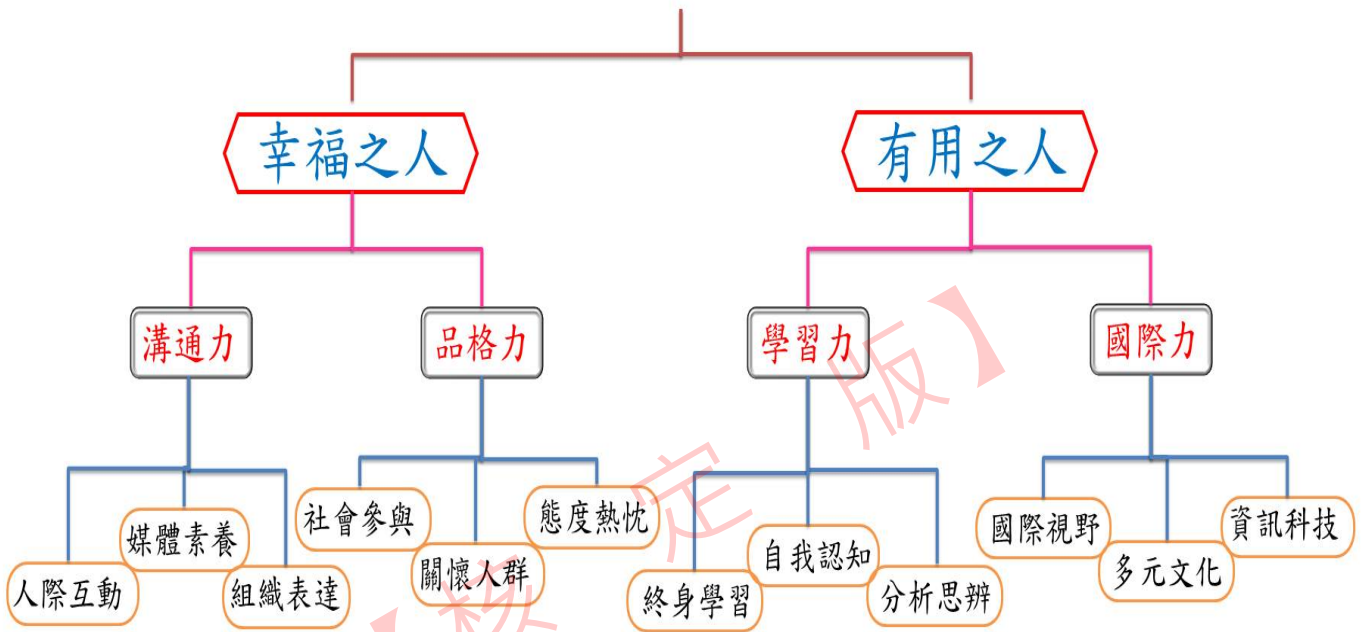 幸福之人
有用之人
溝通力
品格力
學習力
國際力
人際互動
媒體素養
組織表達
社會參與
關懷人群
態度熱忱
終身學習
自我認知
分析思辨
國際視野
多元文化
資訊科技
【核定版】